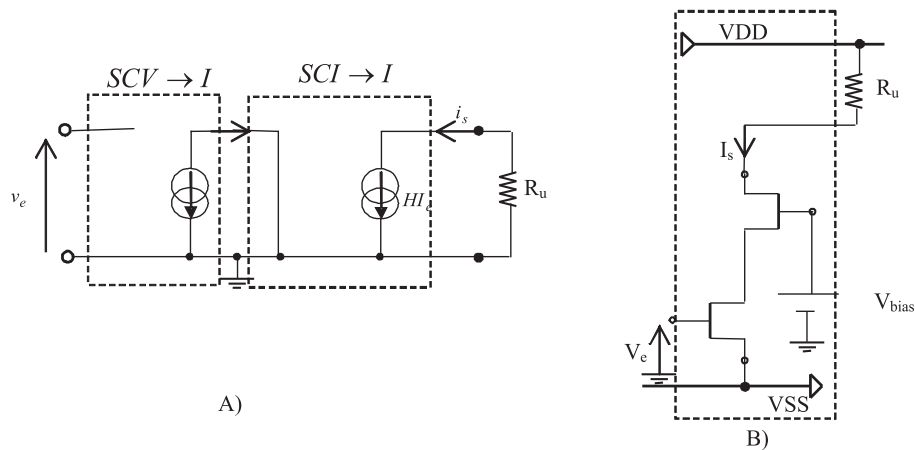 SCV → I
SCI → I
i_s
v_e
HI_e
R_u
A)
VDD
R_u
I_s
V_bias
V_e
VSS
B)